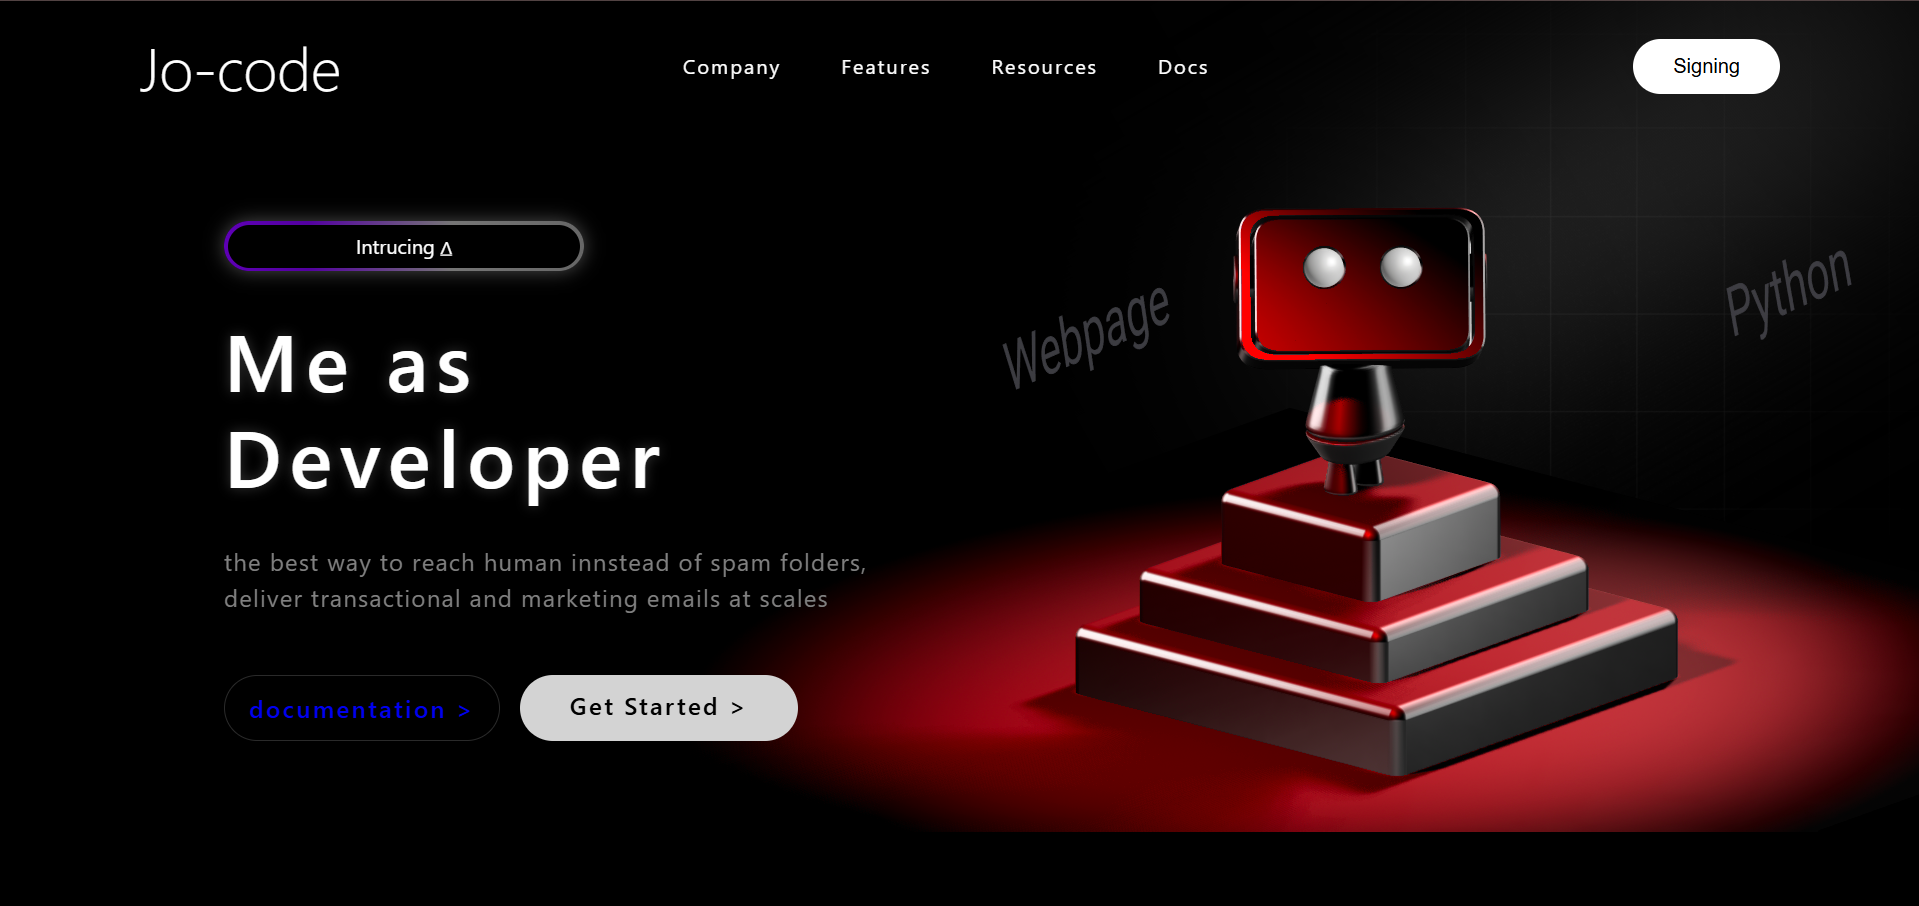 Jo-code
Company
Features
Resources
Docs
Signing
Intrucing Δ
Me as
Developer
the best way to reach human innstead of spam folders,
deliver transactional and marketing emails at scales
documentation >
Get Started >
Webpage
Python